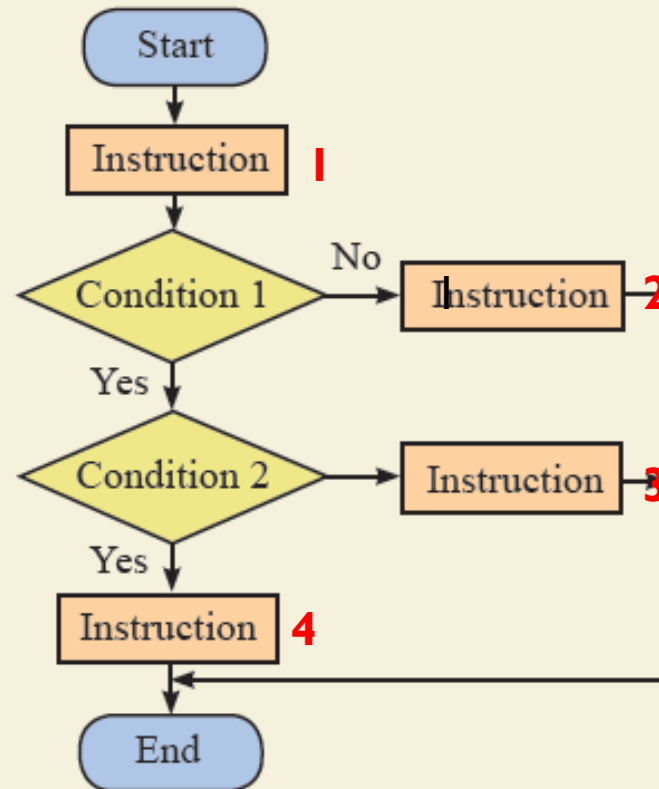 Start
Instruction 1
No
Condition 1
Instruction 2
Yes
Condition 2
Instruction 3
Yes
Instruction 4
End